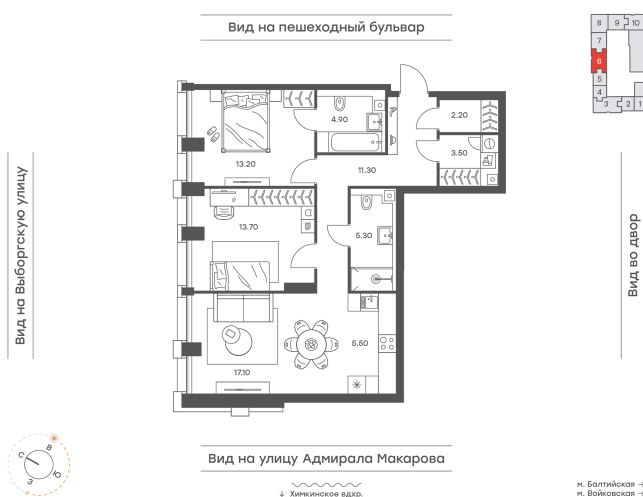 Вид на пешеходный бульвар
8 9 10
7
6
5
4
3 2 1
4.90
2.20
3.50
13.20
11.30
13.70
5.30
5.50
17.10
Вид на Выборгскую улицу
Вид во двор
В
С
Ю
З
Вид на улицу Адмирала Макарова
↓ Химкинское вдхр.
м. Балтийская
м. Войковская